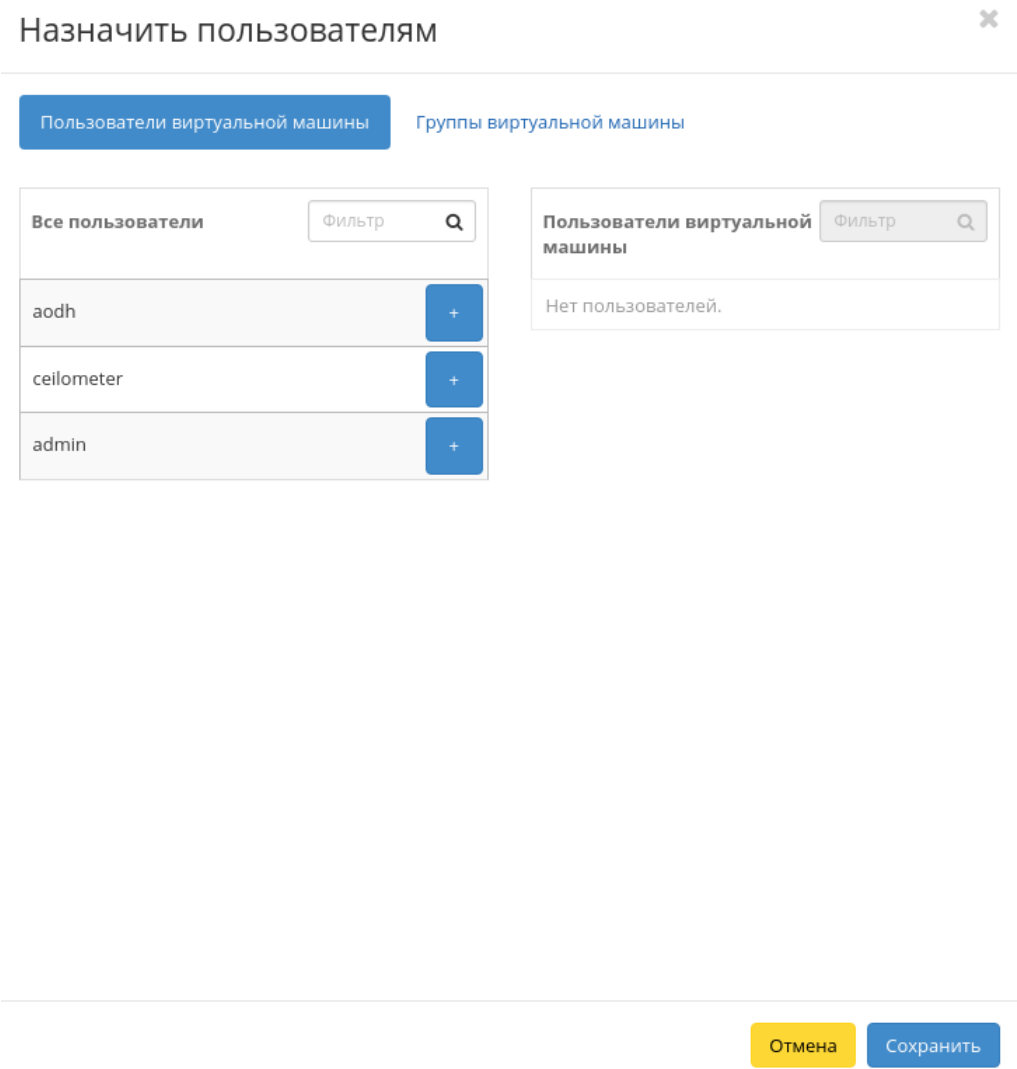 Назначить пользователям
×
Пользователи виртуальной машины
Группы виртуальной машины
Все пользователи
Фильтр
aodh
+
ceilometer
+
admin
+
Пользователи виртуальной
машины
Фильтр
Нет пользователей.
Отмена
Сохранить